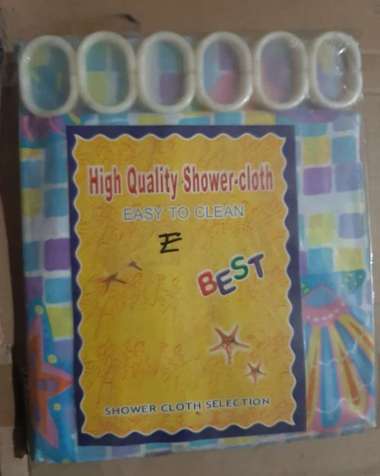 High Quality Shower-cloth
EASY TO CLEAN
E
BEST
SHOWER CLOTH SELECTION